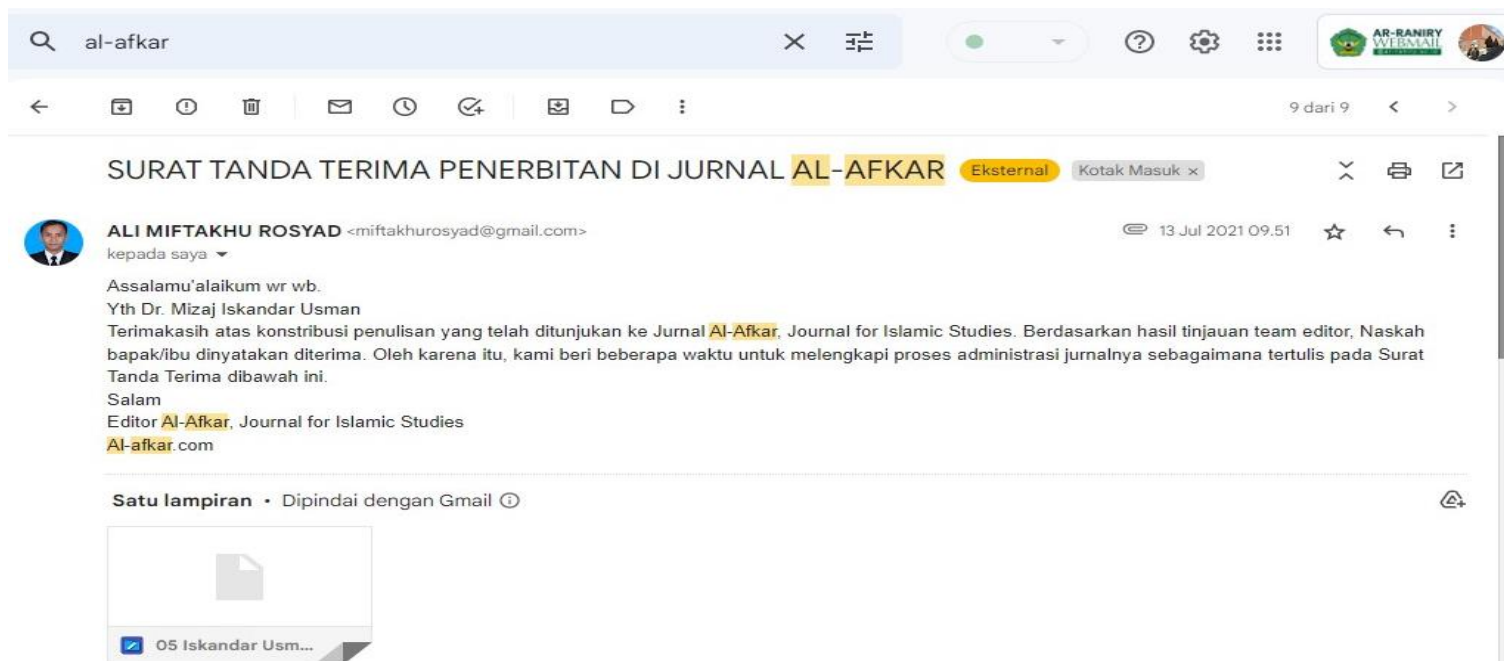 al-afkar
AR-RANIRY
WEBMAIL
9 dari 9
SURAT TANDA TERIMA PENERBITAN DI JURNAL AL-AFKAR Eksternal Kotak Masuk ×
ALI MIFTAKHU ROSYAD <miftakhurosyad@gmail.com> 13 Jul 2021 09.51
kepada saya
Assalamu'alaikum wr wb.
Yth Dr. Mizaj Iskandar Usman
Terimakasih atas konstribusi penulisan yang telah ditunjukan ke Jurnal Al-Afkar, Journal for Islamic Studies. Berdasarkan hasil tinjauan team editor, Naskah
bapak/ibu dinyatakan diterima. Oleh karena itu, kami beri beberapa waktu untuk melengkapi proses administrasi jurnalnya sebagaimana tertulis pada Surat
Tanda Terima dibawah ini.
Salam
Editor Al-Afkar, Journal for Islamic Studies
Al-afkar.com
Satu lampiran • Dipindai dengan Gmail
05 Iskandar Usm...